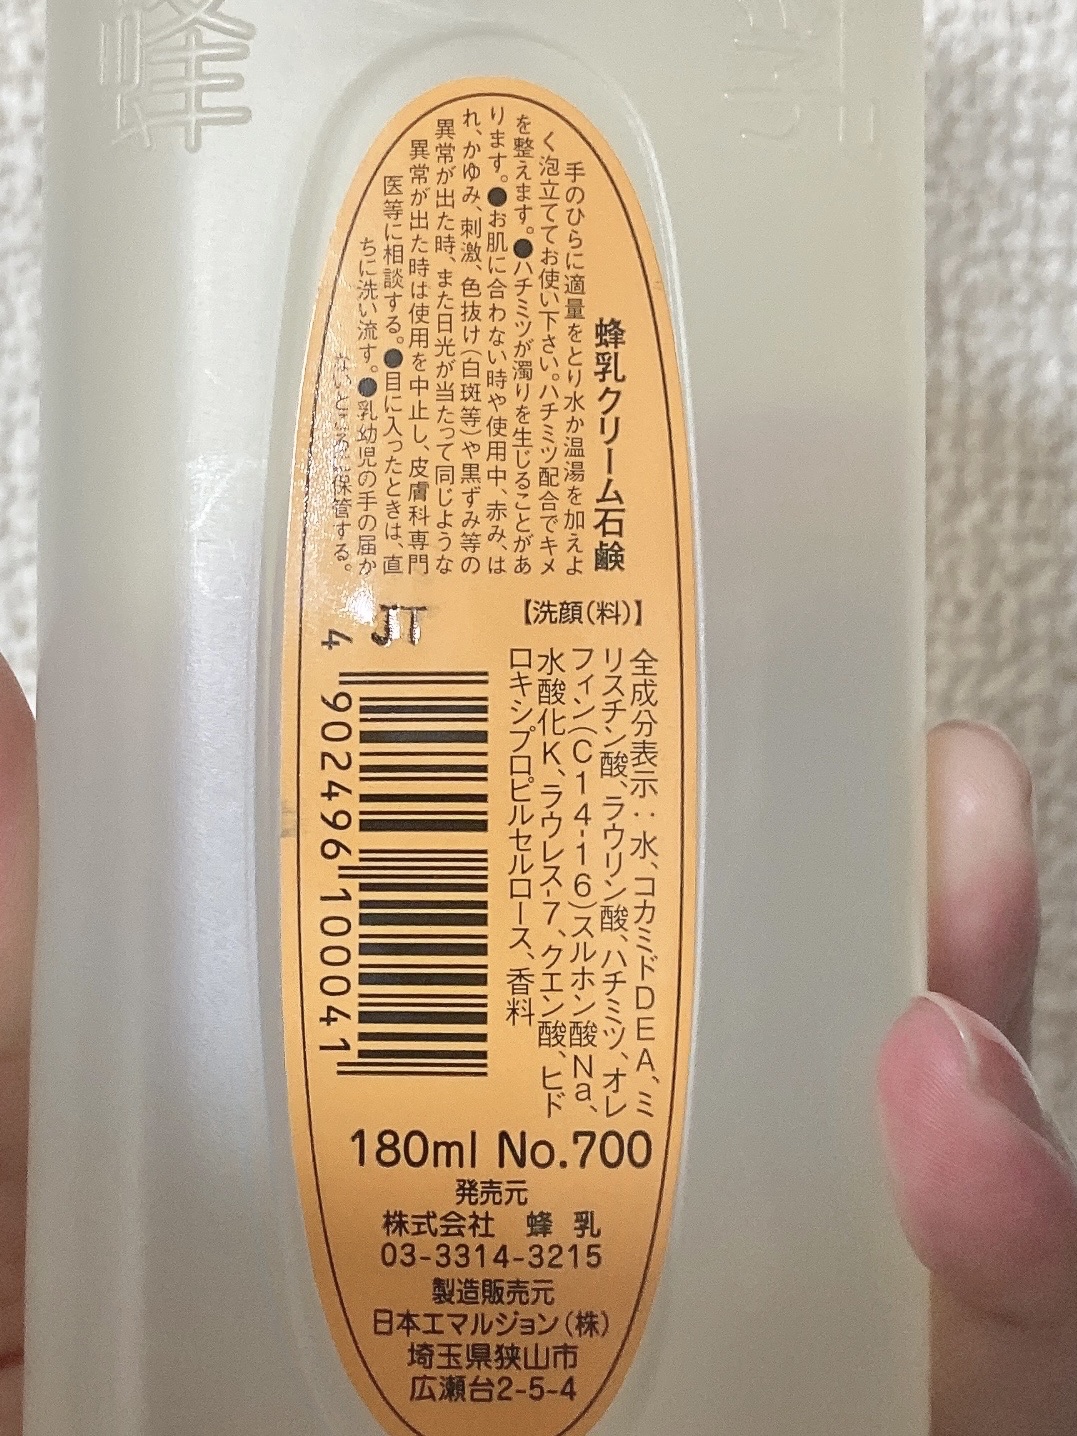 蜂
蜂乳クリーム石鹸
手のひらに適量をとり水か温湯を加えよ
く泡立ててお使い下さい。ハチミツ配合でキメ
を整えます。●ハチミツが濁りを生じることがあ
ります。●お肌に合わない時や使用中、赤み、は
れ、かゆみ、刺激、色抜け(白斑等)や黒ずみ等の
異常が出た時、また日光が当たって同じような
異常が出た時は使用を中止し、皮膚科専門
医等に相談する。●目に入ったときは、直
ちに洗い流す。●乳幼児の手の届か
ないところに保管する。
【洗顔(料)】
全成分表示:水、コカミドDEA、ミ
リスチン酸、ラウリン酸、ハチミツ、オレ
フィン(C14-16)スルホン酸Na、
水酸化K、ラウレス-7、クエン酸、ヒド
ロキシプロピルセルロース、香料
JT
4 902496 100041
180ml No.700
発売元
株式会社 蜂 乳
03-3314-3215
製造販売元
日本エマルジョン(株)
埼玉県狭山市
広瀬台2-5-4